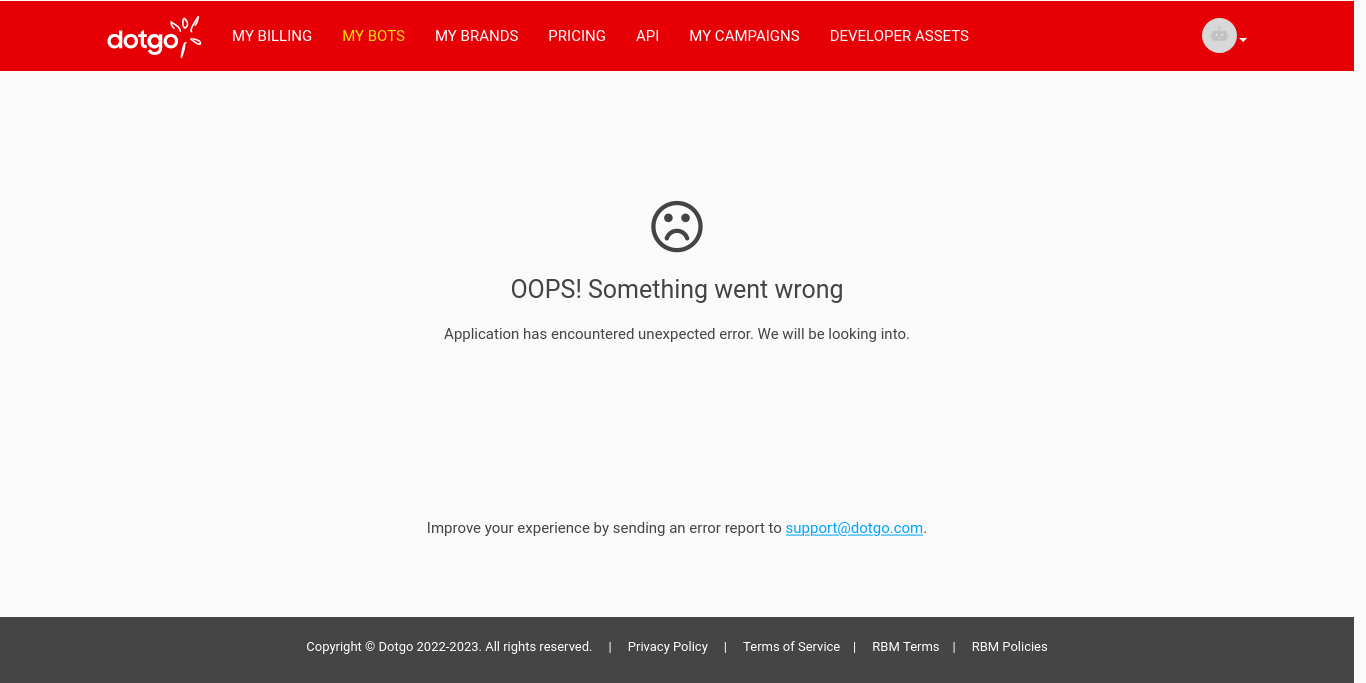 dotgo MY BILLING MY BOTS MY BRANDS PRICING API MY CAMPAIGNS DEVELOPER ASSETS
OOPS! Something went wrong
Application has encountered unexpected error. We will be looking into.
Improve your experience by sending an error report to support@dotgo.com.
Copyright © Dotgo 2022-2023. All rights reserved. | Privacy Policy | Terms of Service | RBM Terms | RBM Policies